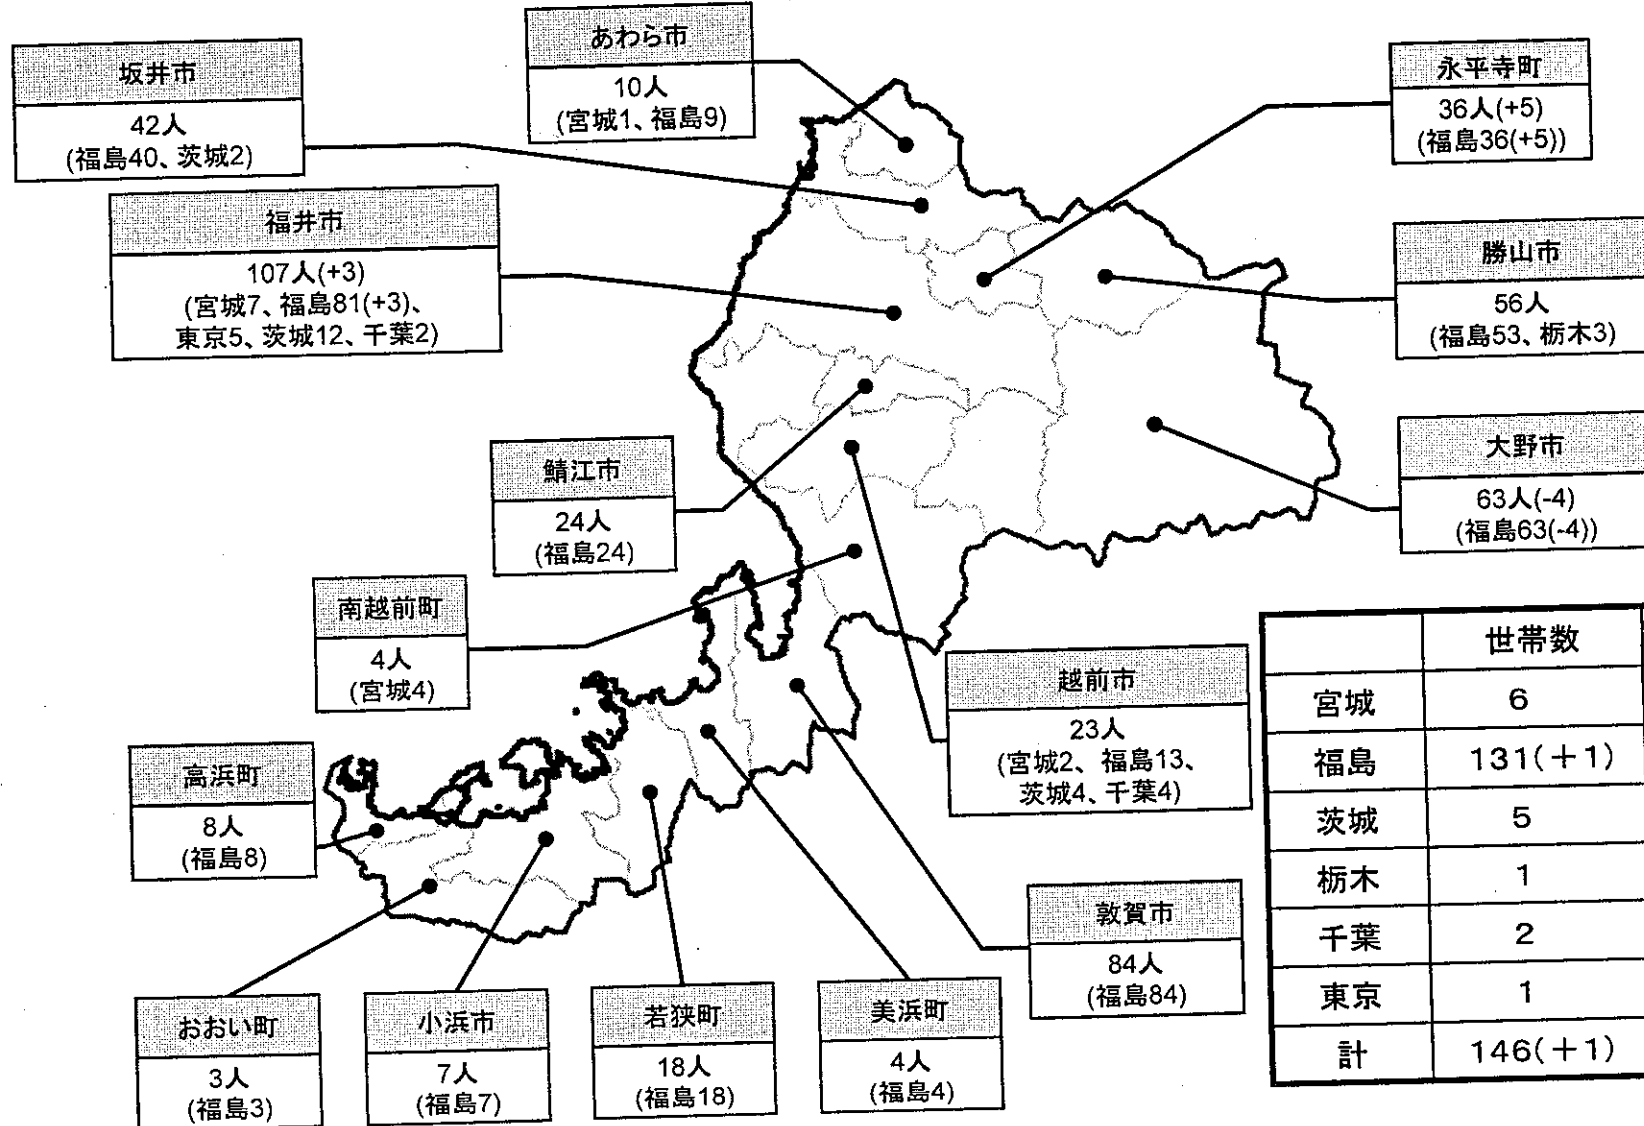 あわら市
10人
(宮城1、福島9)
坂井市
42人
(福島40、茨城2)
永平寺町
36人(+5)
(福島36(+5))
福井市
107人(+3)
(宮城7、福島81(+3)、
東京5、茨城12、千葉2)
勝山市
56人
(福島53、栃木3)
大野市
63人(-4)
(福島63(-4))
鯖江市
24人
(福島24)
南越前町
4人
(宮城4)
越前市
23人
(宮城2、福島13、
茨城4、千葉4)
高浜町
8人
(福島8)
敦賀市
84人
(福島84)
おおい町
3人
(福島3)
小浜市
7人
(福島7)
若狭町
18人
(福島18)
美浜町
4人
(福島4)
世帯数
宮城 6
福島 131(+1)
茨城 5
栃木 1
千葉 2
東京 1
計 146(+1)